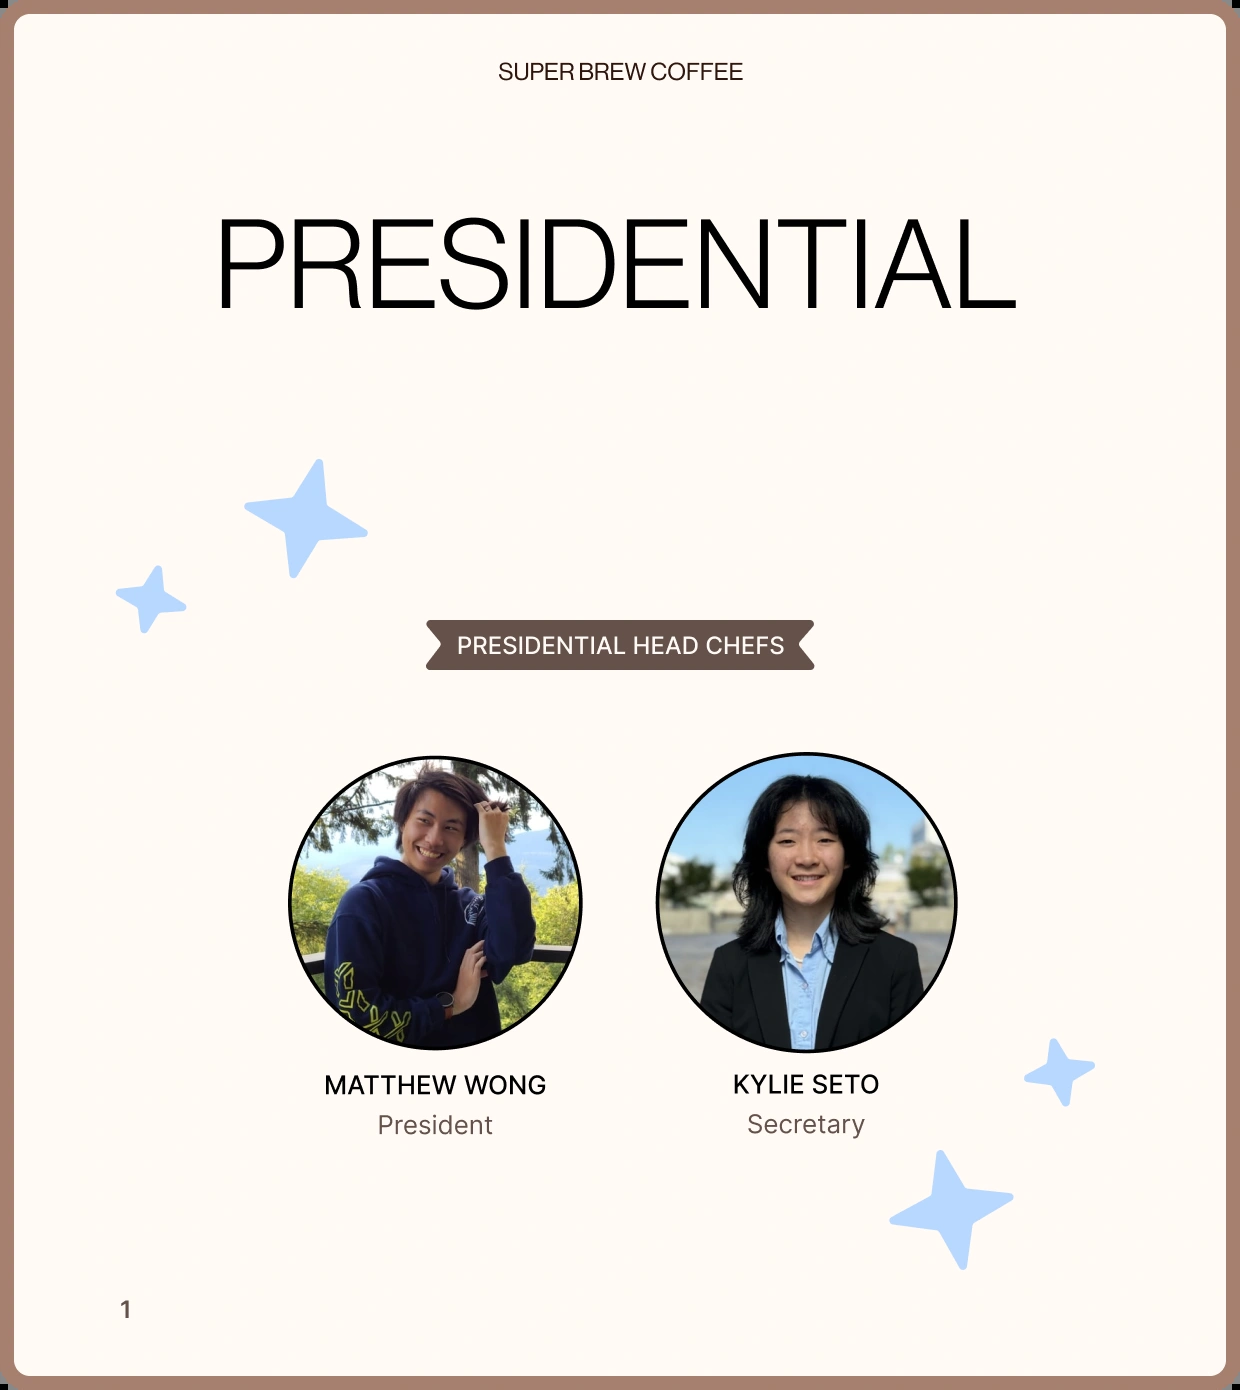 SUPER BREW COFFEE
PRESIDENTIAL
PRESIDENTIAL HEAD CHEFS
MATTHEW WONG
President
KYLIE SETO
Secretary
1